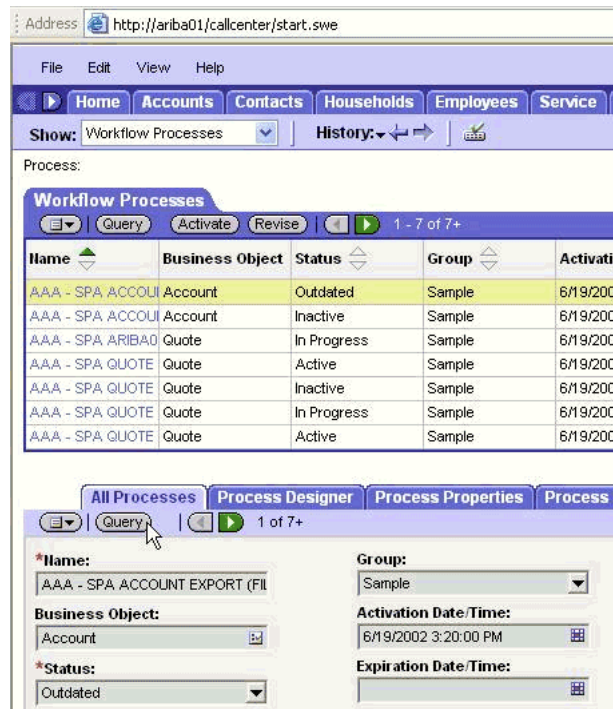 Address http://ariba01/callcenter/start.swe
File Edit View Help
Home Accounts Contacts Households Employees Service
Show: Workflow Processes History:
Process:
Workflow Processes
Query Activate Revise 1 - 7 of 7+
Name Business Object Status Group Activati
AAA - SPA ACCOU Account Outdated Sample 6/19/200
AAA - SPA ACCOU Account Inactive Sample 6/19/200
AAA - SPA ARIBA0 Quote In Progress Sample 6/19/200
AAA - SPA QUOTE Quote Active Sample 6/19/200
AAA - SPA QUOTE Quote Inactive Sample 6/19/200
AAA - SPA QUOTE Quote In Progress Sample 6/19/200
AAA - SPA QUOTE Quote Active Sample 6/19/200
All Processes Process Designer Process Properties Process
Query 1 of 7+
*Name: Group:
AAA - SPA ACCOUNT EXPORT (FIL Sample
Business Object: Activation Date/Time:
Account 6/19/2002 3:20:00 PM
*Status: Expiration Date/Time:
Outdated